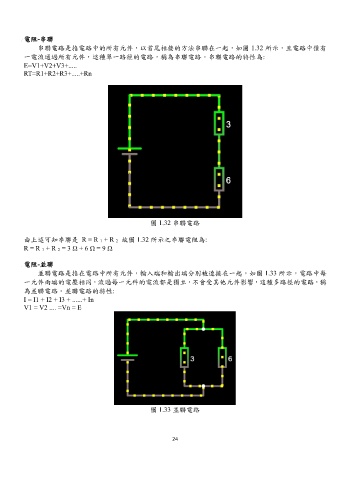 電阻-串聯
串聯電路是指電路中的所有元件，以首尾相接的方法串聯在一起，如圖 1.32 所示，且電路中僅有
一電流通過所有元件，這種單一路徑的電路，稱為串聯電路。串聯電路的特性為:
E=V1+V2+V3+.....
RT=R1+R2+R3+.....+Rn
3
6
圖 1.32 串聯電路
由上述可知串聯是 R = R 1 + R 2 故圖 1.32 所示之串聯電阻為:
R = R 1 + R 2 = 3 Ω + 6 Ω = 9 Ω
電阻-並聯
並聯電路是指在電路中所有元件，輸入端和輸出端分別被連接在一起，如圖 1.33 所示，電路中每
一元件兩端的電壓相同，流過每一元件的電流都是獨立，不會受其他元件影響，這種多路徑的電路，稱
為並聯電路。並聯電路的特性:
I = I1 + I2 + I3 + ......+ In
V1 = V2 .... =Vn = E
3
6
圖 1.33 並聯電路
24